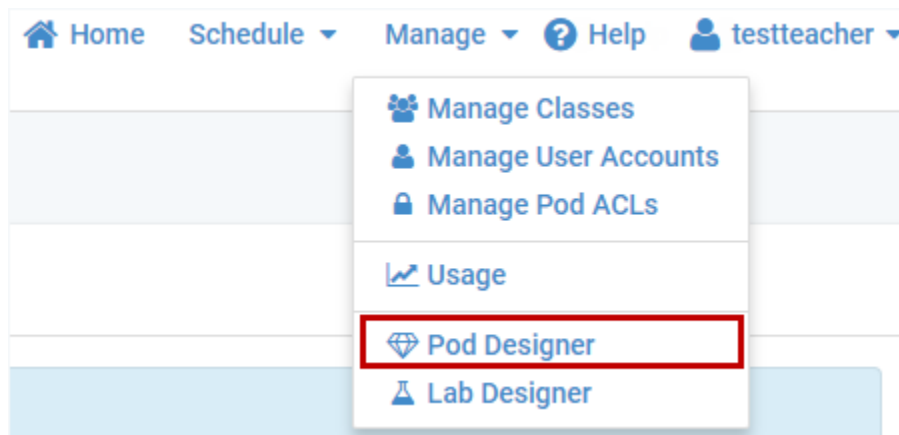 Home Schedule Manage Help testteacher
Manage Classes
Manage User Accounts
Manage Pod ACLs
Usage
Pod Designer
Lab Designer